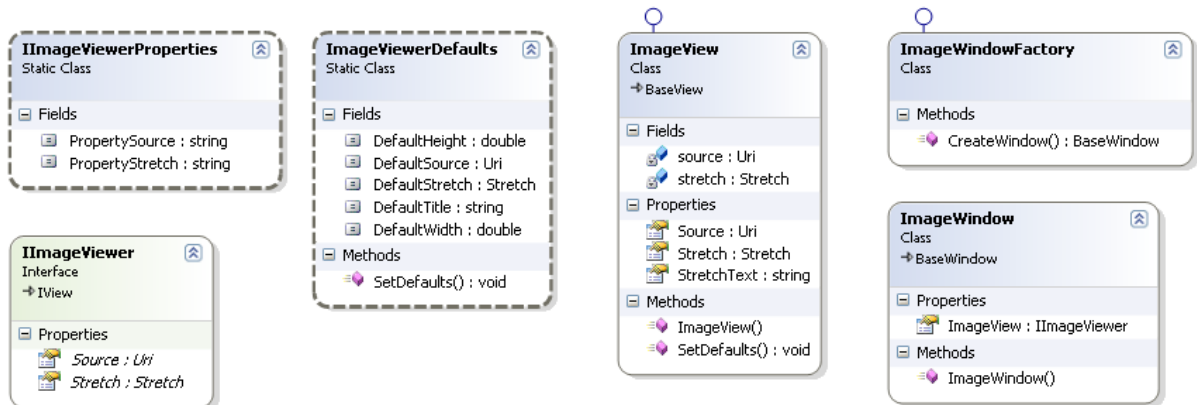 IImageViewerProperties
Static Class
Fields
PropertySource : string
PropertyStretch : string
IImageViewer
Interface
IView
Properties
Source : Uri
Stretch : Stretch
ImageViewerDefaults
Static Class
Fields
DefaultHeight : double
DefaultSource : Uri
DefaultStretch : Stretch
DefaultTitle : string
DefaultWidth : double
Methods
SetDefaults() : void
ImageView
Class
BaseView
Fields
source : Uri
stretch : Stretch
Properties
Source : Uri
Stretch : Stretch
StretchText : string
Methods
ImageView()
SetDefaults() : void
ImageWindowFactory
Class
Methods
CreateWindow() : BaseWindow
ImageWindow
Class
BaseWindow
Properties
ImageView : IImageViewer
Methods
ImageWindow()